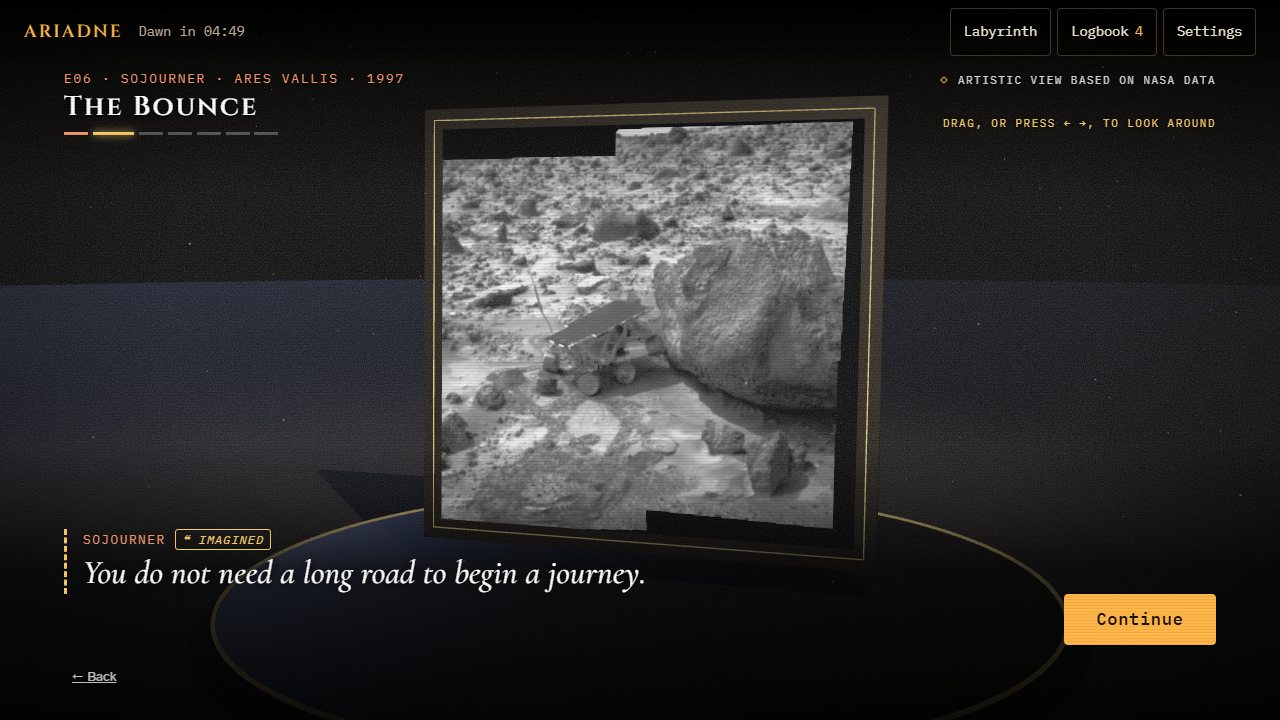 ARIADNE
Dawn in 04:49
Labyrinth
Logbook 4
Settings
E06 · SOJOURNER · ARES VALLIS · 1997
The Bounce
◇ ARTISTIC VIEW BASED ON NASA DATA
DRAG, OR PRESS ← →, TO LOOK AROUND
SOJOURNER
❝ IMAGINED
You do not need a long road to begin a journey.
Continue
← Back